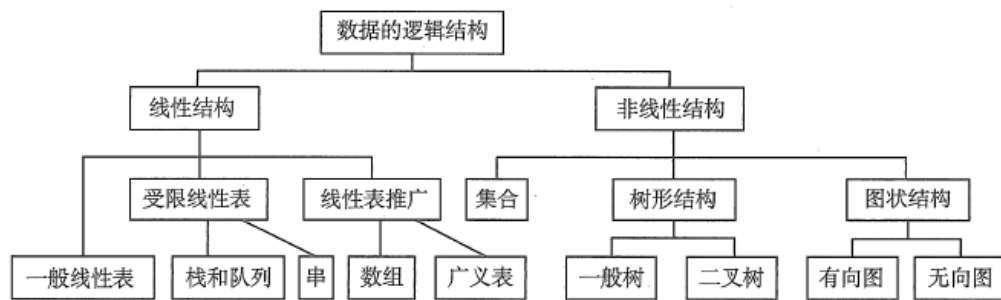 数据的逻辑结构
线性结构
非线性结构
受限线性表
线性表推广
集合
树形结构
图状结构
一般线性表
栈和队列
串
数组
广义表
一般树
二叉树
有向图
无向图